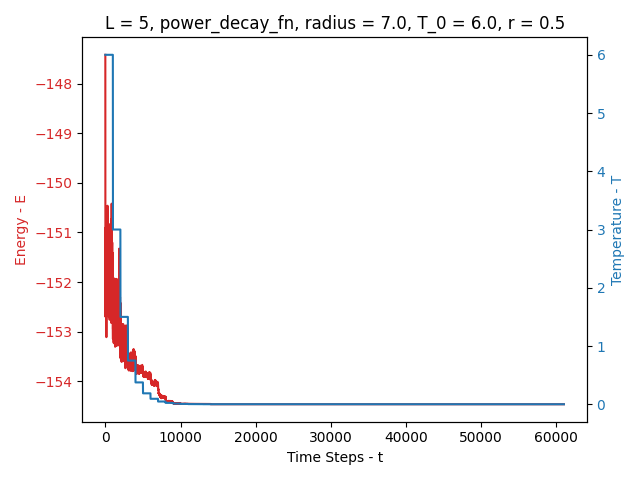 L = 5, power_decay_fn, radius = 7.0, T_0 = 6.0, r = 0.5
Energy - E
−148
−149
−150
−151
−152
−153
−154
6
5
4
3
2
1
0
Temperature - T
0 10000 20000 30000 40000 50000 60000
Time Steps - t